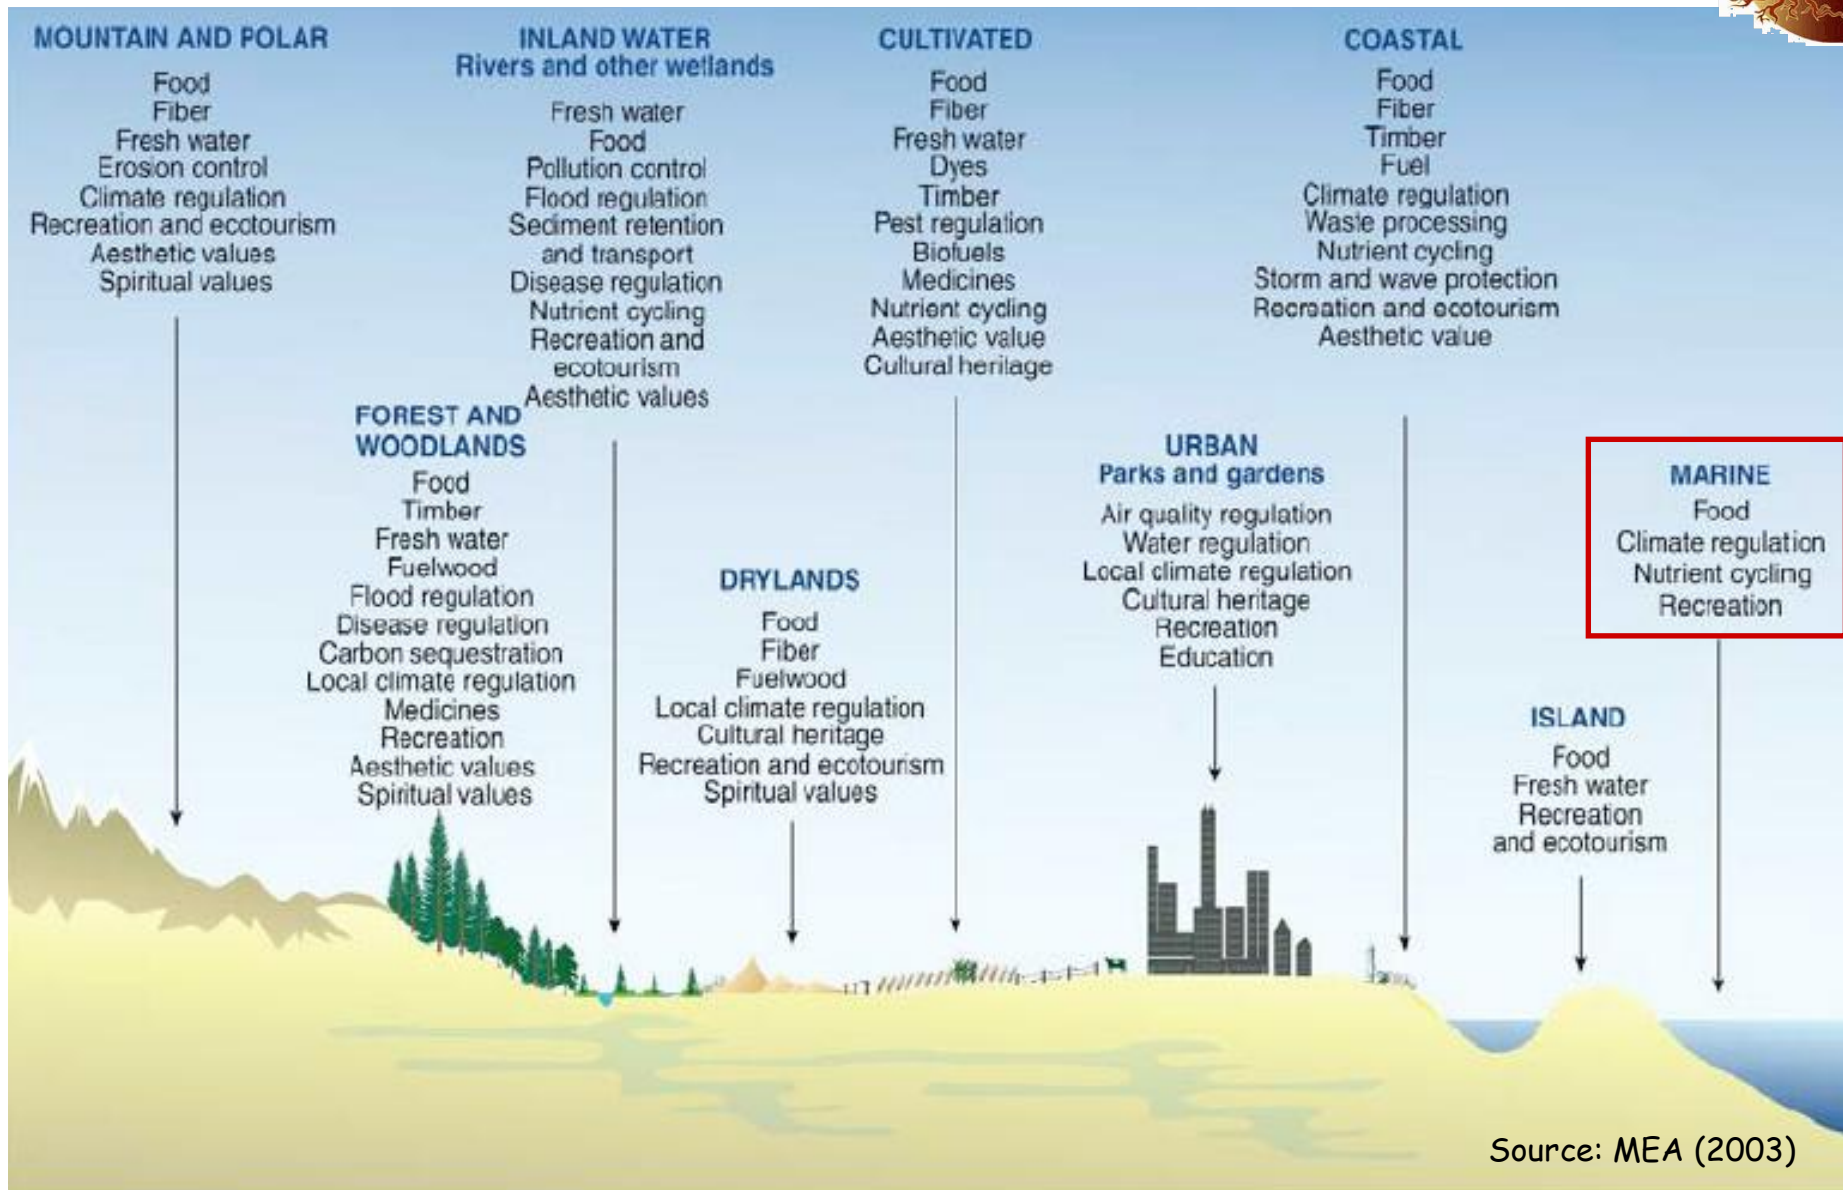 MOUNTAIN AND POLAR
Food
Fiber
Fresh water
Erosion control
Climate regulation
Recreation and ecotourism
Aesthetic values
Spiritual values
INLAND WATER
Rivers and other wetlands
Fresh water
Food
Pollution control
Flood regulation
Sediment retention
and transport
Disease regulation
Nutrient cycling
Recreation and
ecotourism
Aesthetic values
CULTIVATED
Food
Fiber
Fresh water
Dyes
Timber
Pest regulation
Biofuels
Medicines
Nutrient cycling
Aesthetic value
Cultural heritage
COASTAL
Food
Fiber
Timber
Fuel
Climate regulation
Waste processing
Nutrient cycling
Storm and wave protection
Recreation and ecotourism
Aesthetic value
FOREST AND
WOODLANDS
Food
Timber
Fresh water
Fuelwood
Flood regulation
Disease regulation
Carbon sequestration
Local climate regulation
Medicines
Recreation
Aesthetic values
Spiritual values
DRYLANDS
Food
Fiber
Fuelwood
Local climate regulation
Cultural heritage
Recreation and ecotourism
Spiritual values
URBAN
Parks and gardens
Air quality regulation
Water regulation
Local climate regulation
Cultural heritage
Recreation
Education
MARINE
Food
Climate regulation
Nutrient cycling
Recreation
ISLAND
Food
Fresh water
Recreation
and ecotourism
Source: MEA (2003)